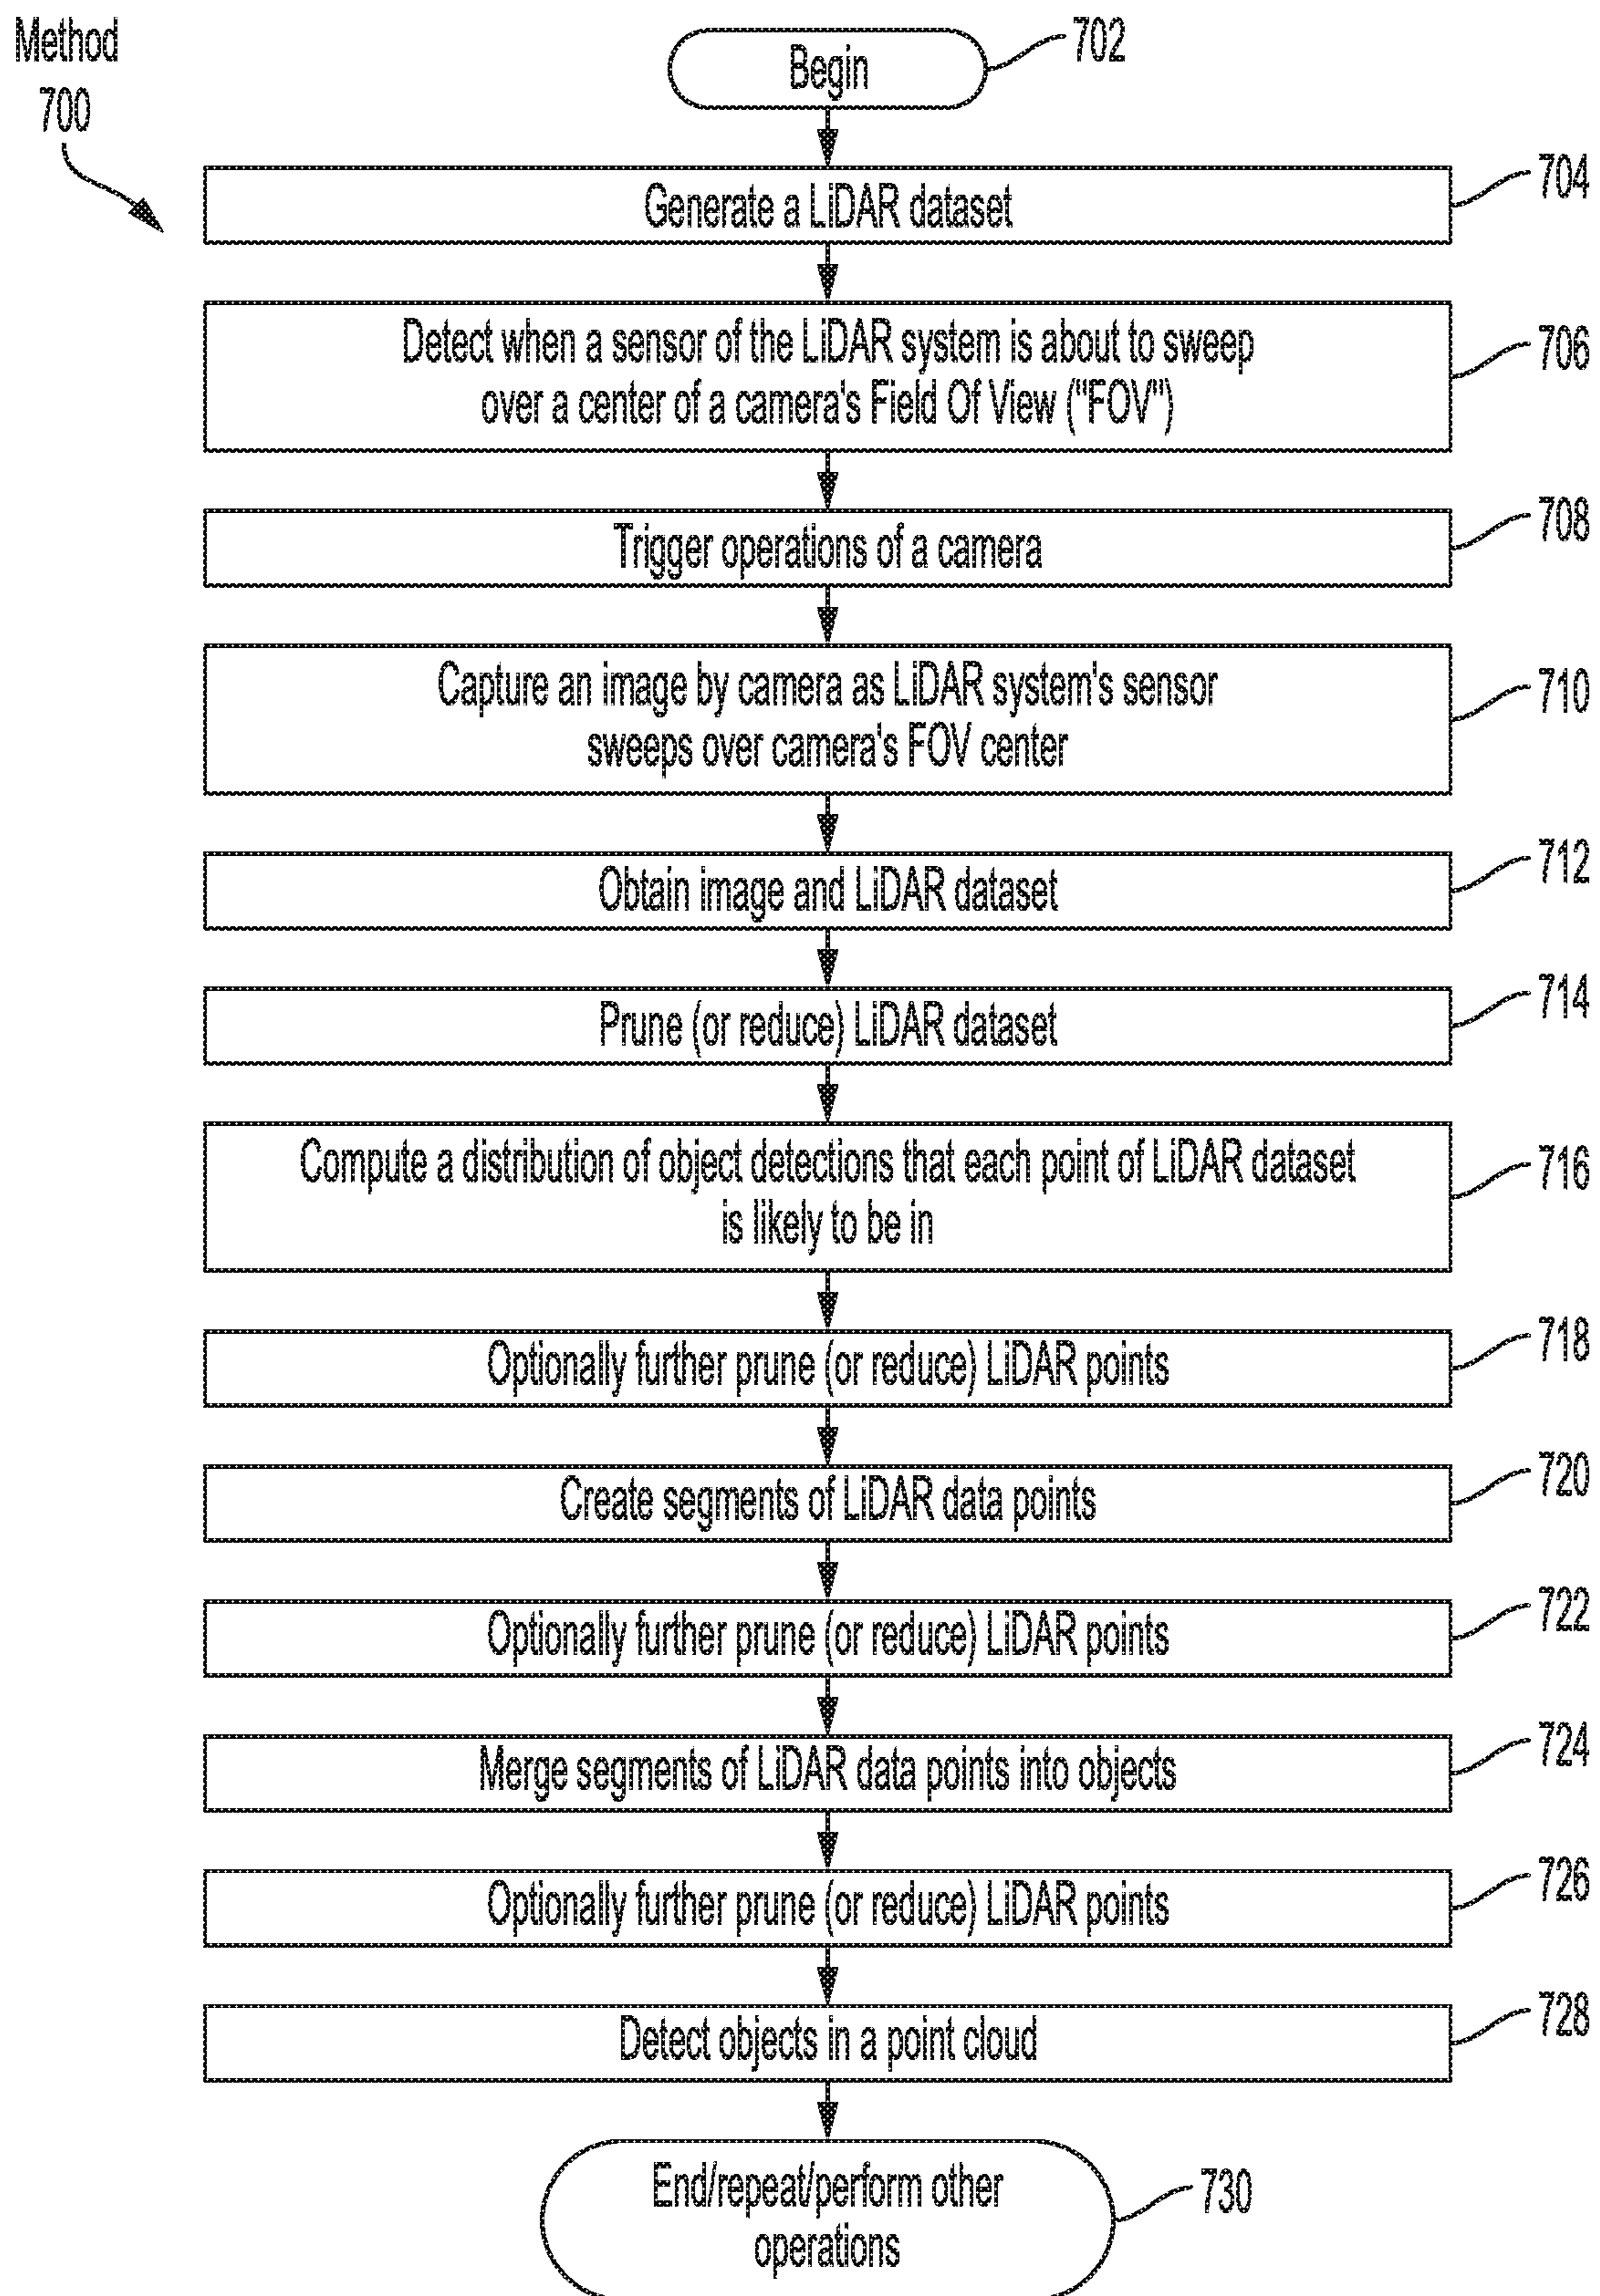 Method
700
Begin
702
Generate a LiDAR dataset
704
Detect when a sensor of the LiDAR system is about to sweep
over a center of a camera's Field Of View ("FOV")
706
Trigger operations of a camera
708
Capture an image by camera as LiDAR system's sensor
sweeps over camera's FOV center
710
Obtain image and LiDAR dataset
712
Prune (or reduce) LiDAR dataset
714
Compute a distribution of object detections that each point of LiDAR dataset
is likely to be in
716
Optionally further prune (or reduce) LiDAR points
718
Create segments of LiDAR data points
720
Optionally further prune (or reduce) LiDAR points
722
Merge segments of LiDAR data points into objects
724
Optionally further prune (or reduce) LiDAR points
726
Detect objects in a point cloud
728
End/repeat/perform other
operations
730